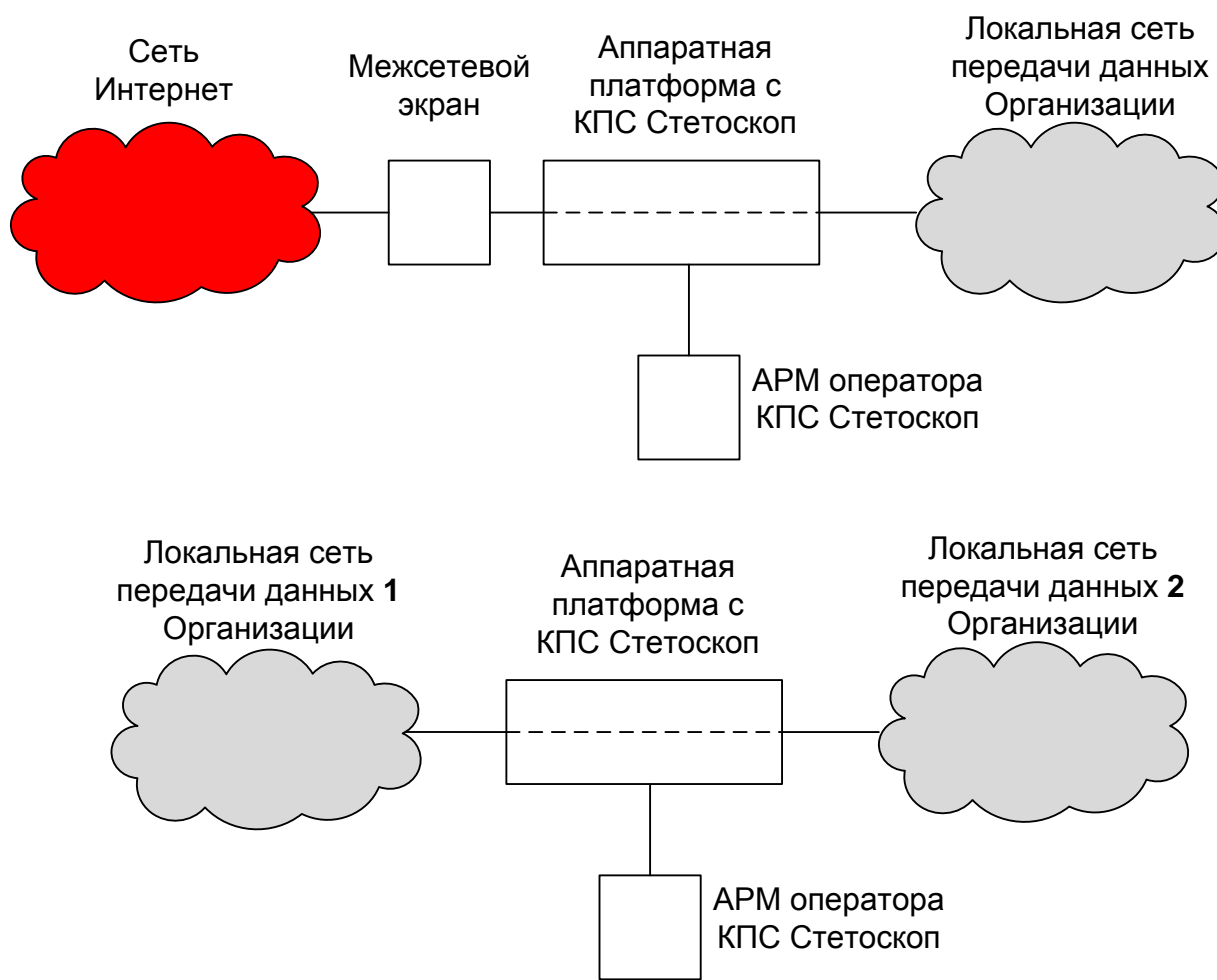 Сеть
Интернет
Межсетевой
экран
Аппаратная
платформа с
КПС Стетоскоп
Локальная сеть
передачи данных
Организации
АРМ оператора
КПС Стетоскоп
Локальная сеть
передачи данных 1
Организации
Аппаратная
платформа с
КПС Стетоскоп
Локальная сеть
передачи данных 2
Организации
АРМ оператора
КПС Стетоскоп